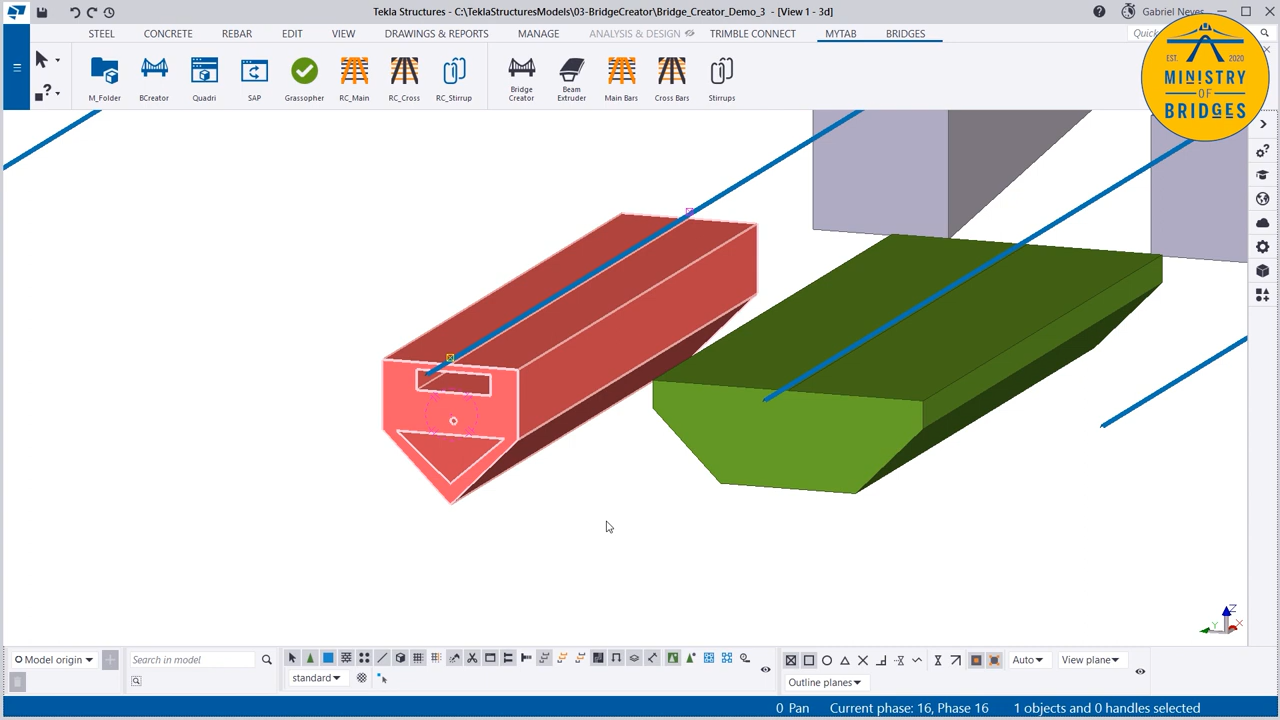 Tekla Structures - C:\TeklaStructuresModels\03-BridgeCreator\Bridge_Creator_Demo_3 - [View 1 - 3d]
Gabriel Neves
STEEL CONCRETE REBAR EDIT VIEW DRAWINGS & REPORTS MANAGE ANALYSIS & DESIGN TRIMBLE CONNECT MYTAB BRIDGES
M_Folder BCreator Quadri SAP Grassopher RC_Main RC_Cross RC_Stirrup Bridge Creator Beam Extruder Main Bars Cross Bars Stirrups
EST. 2020
MINISTRY
OF
BRIDGES
Z
Y X
Model origin Search in model Auto View plane
standard Outline planes
0 Pan Current phase: 16, Phase 16 1 objects and 0 handles selected